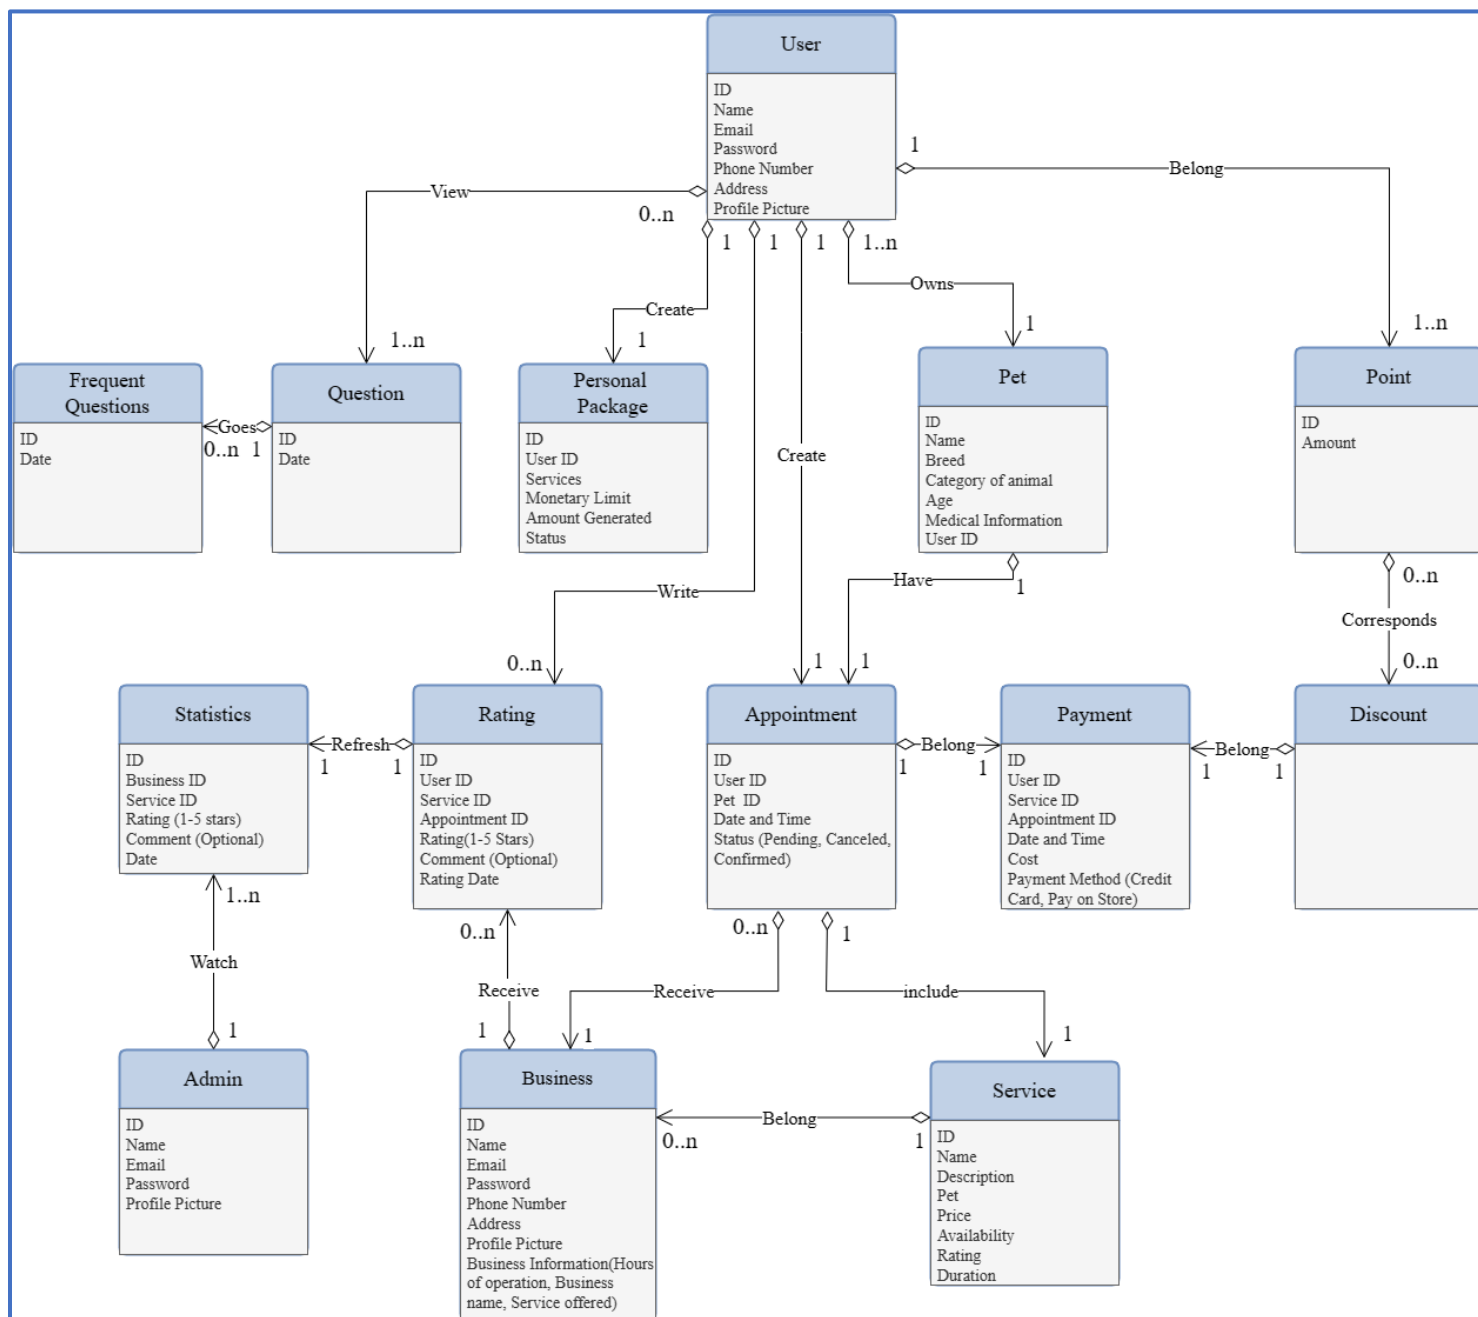 User
ID
Name
Email
Password
Phone Number
Address
Profile Picture
1
Belong
View
0..n
1
1
1
1..n
Owns
Create
1..n
1
1
1..n
Frequent
Questions
ID
Date
Goes
0..n 1
Question
ID
Date
Personal
Package
ID
User ID
Services
Monetary Limit
Amount Generated
Status
Create
Pet
ID
Name
Breed
Category of animal
Age
Medical Information
User ID
Point
ID
Amount
Write
Have
1
0..n
Corresponds
0..n
1
1
0..n
Statistics
ID
Business ID
Service ID
Rating (1-5 stars)
Comment (Optional)
Date
Refresh
1
1
Rating
ID
User ID
Service ID
Appointment ID
Rating(1-5 Stars)
Comment (Optional)
Rating Date
Appointment
ID
User ID
Pet  ID
Date and Time
Status (Pending, Canceled,
Confirmed)
Belong
1
1
Payment
ID
User ID
Service ID
Appointment ID
Date and Time
Cost
Payment Method (Credit
Card, Pay on Store)
Belong
1
1
Discount
1..n
0..n
0..n
1
Watch
Receive
Receive
include
1
1
1
1
Admin
ID
Name
Email
Password
Profile Picture
Business
ID
Name
Email
Password
Phone Number
Address
Profile Picture
Business Information(Hours
of operation, Business
name, Service offered)
Belong
0..n
1
Service
ID
Name
Description
Pet
Price
Availability
Rating
Duration